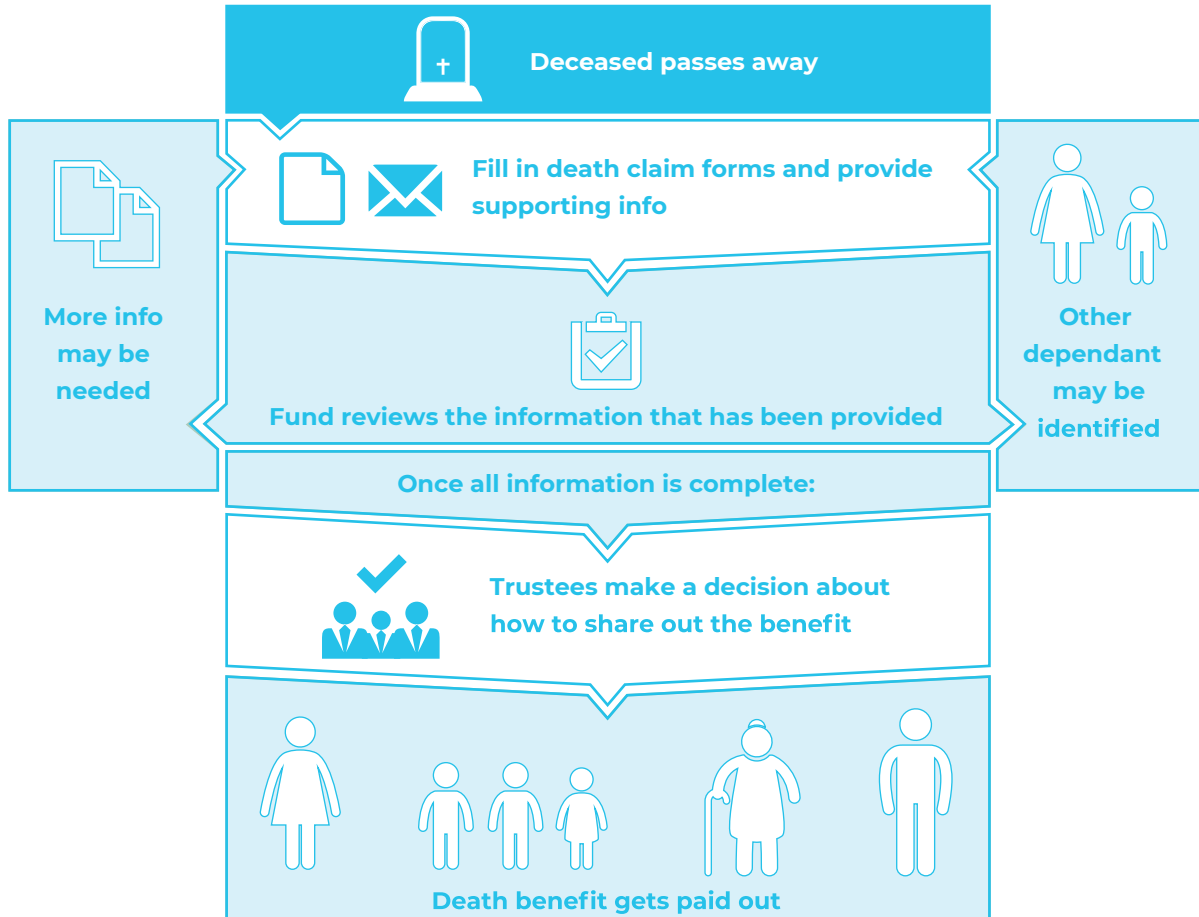 Deceased passes away
Fill in death claim forms and provide
supporting info
More info
may be
needed
Other
dependant
may be
identified
Fund reviews the information that has been provided
Once all information is complete:
Trustees make a decision about
how to share out the benefit
Death benefit gets paid out